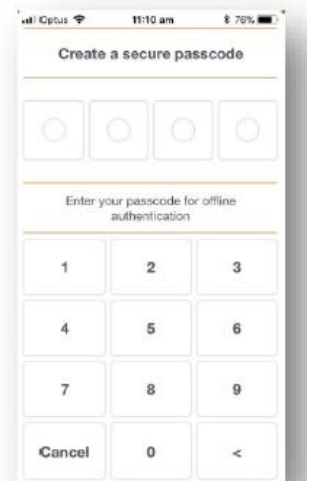 Optus 11:10 am 76%
Create a secure passcode
Enter your passcode for offline
authentication
1 2 3
4 5 6
7 8 9
Cancel 0 <